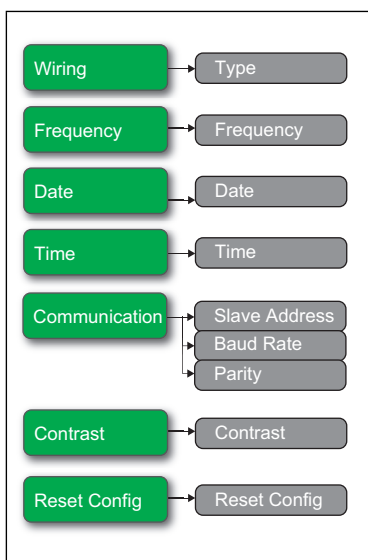 Wiring
Type
Frequency
Frequency
Date
Date
Time
Time
Communication
Slave Address
Baud Rate
Parity
Contrast
Contrast
Reset Config
Reset Config